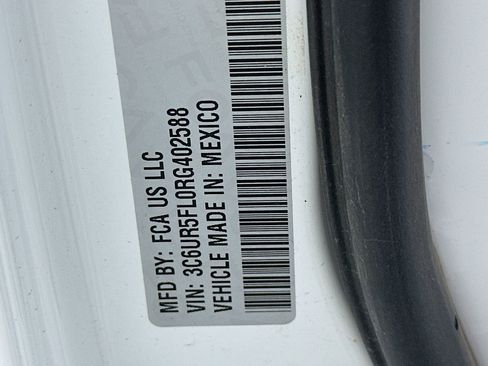 MFD BY: FCA US LLC
VIN: 3C6UR5FL0RG402588
VEHICLE MADE IN: MEXICO